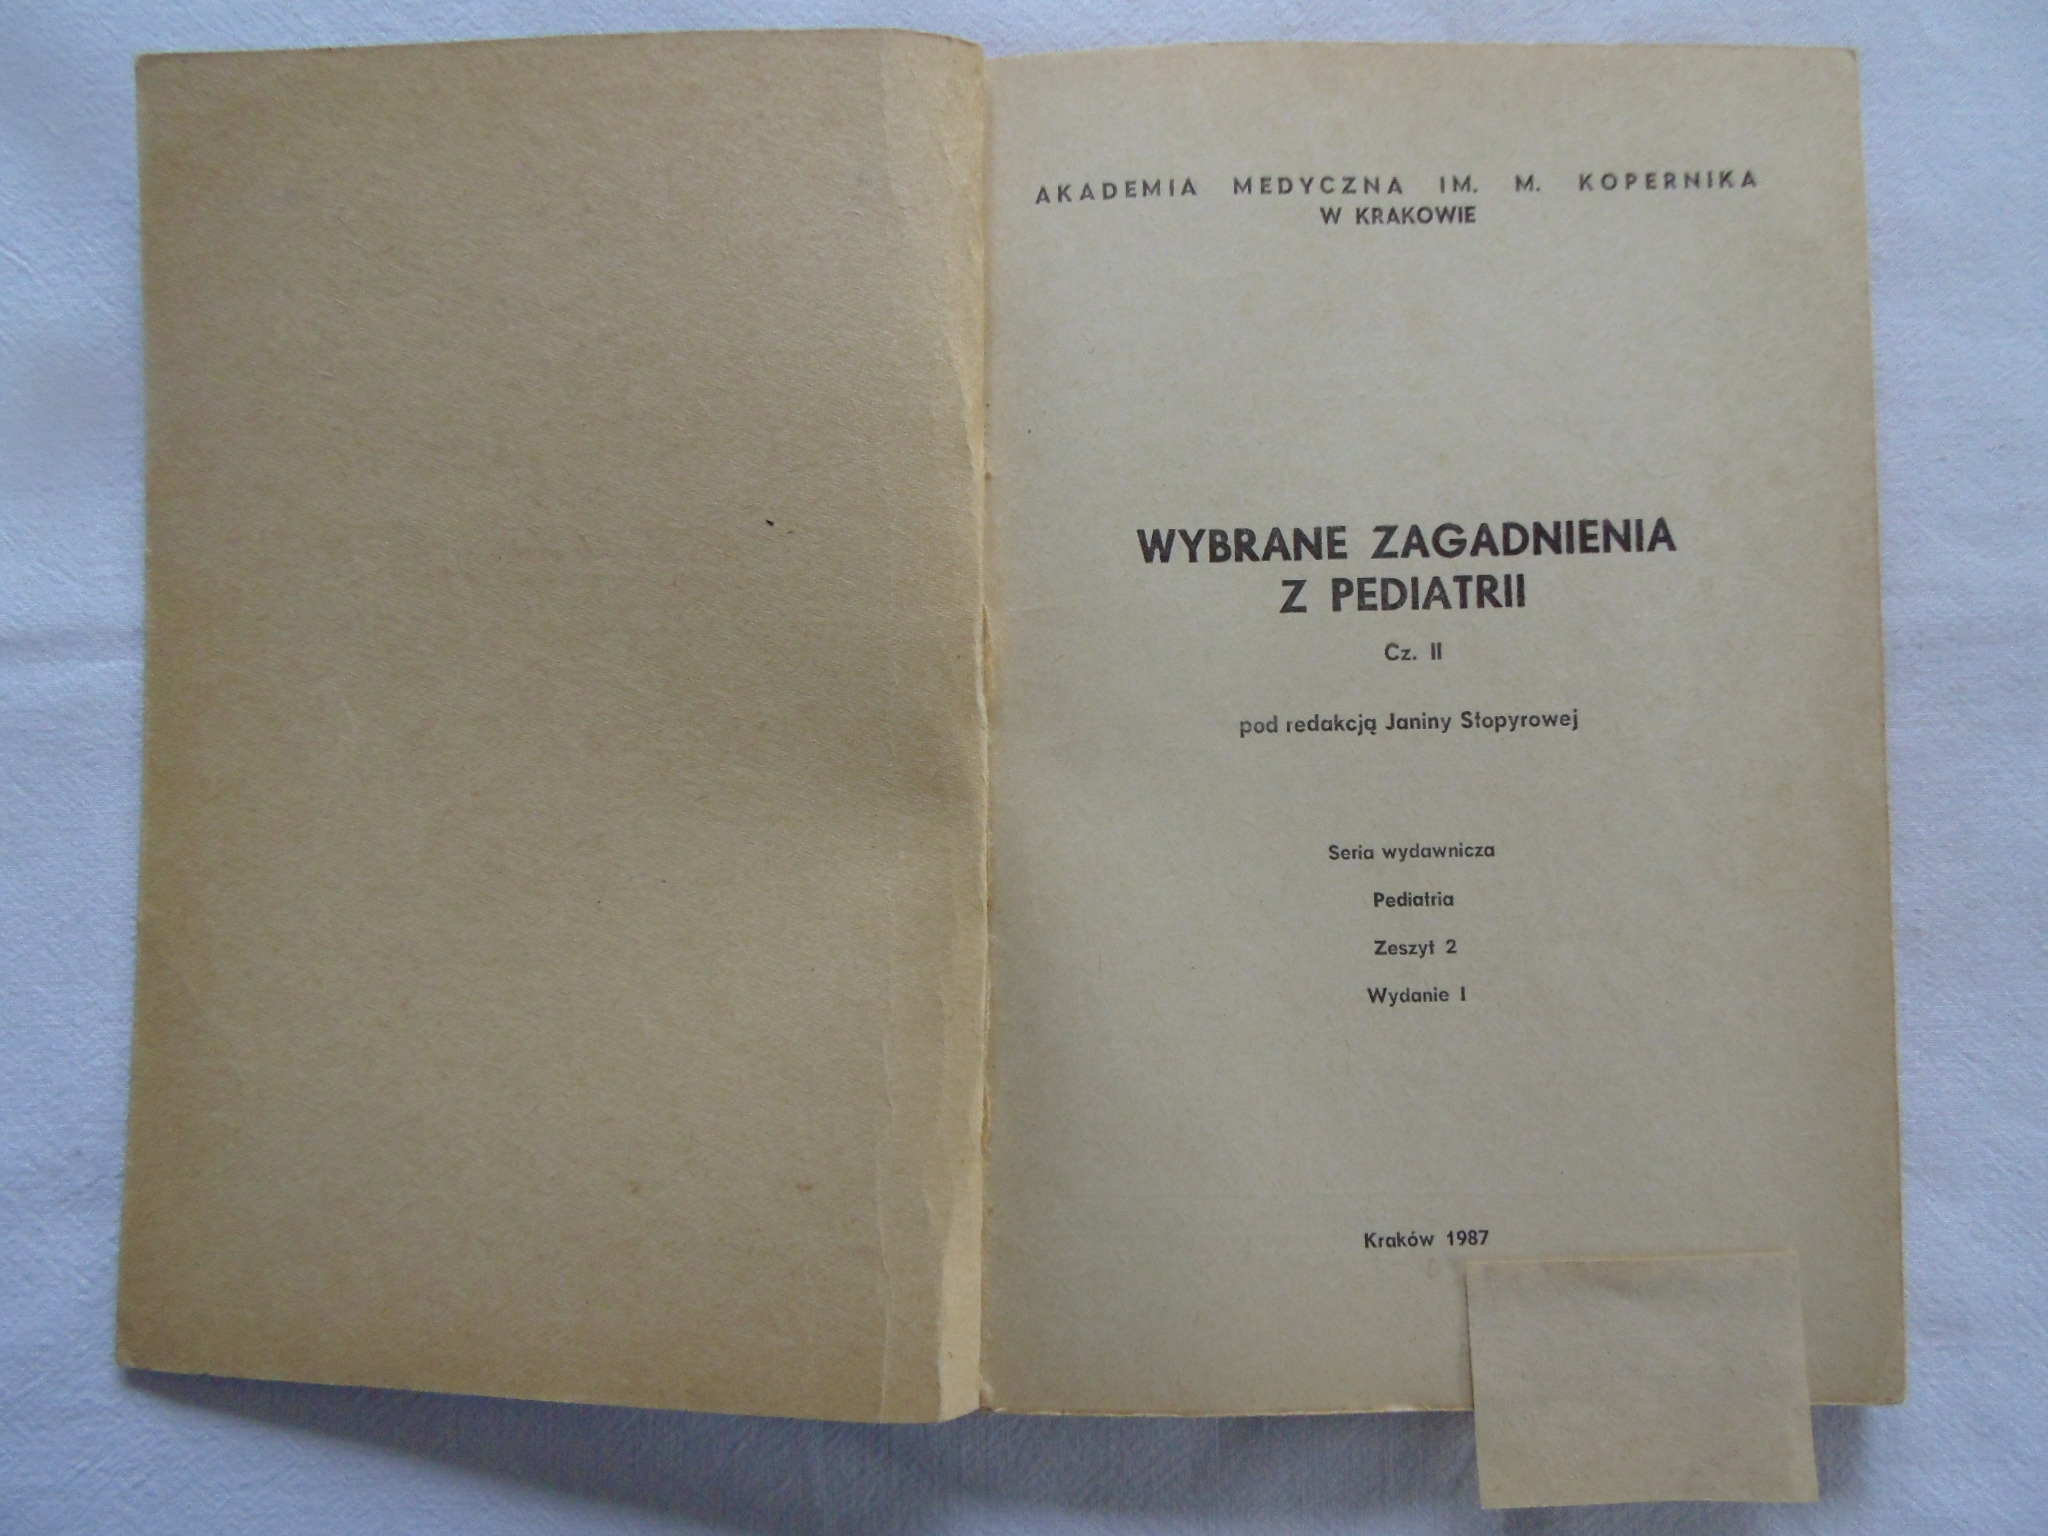 AKADEMIA MEDYCZNA IM. M. KOPERNIKA
W KRAKOWIE
WYBRANE ZAGADNIENIA
Z PEDIATRII
Cz. II
pod redakcją Janiny Stopyrowej
Seria wydawnicza
Pediatria
Zeszyt 2
Wydanie I
Kraków 1987